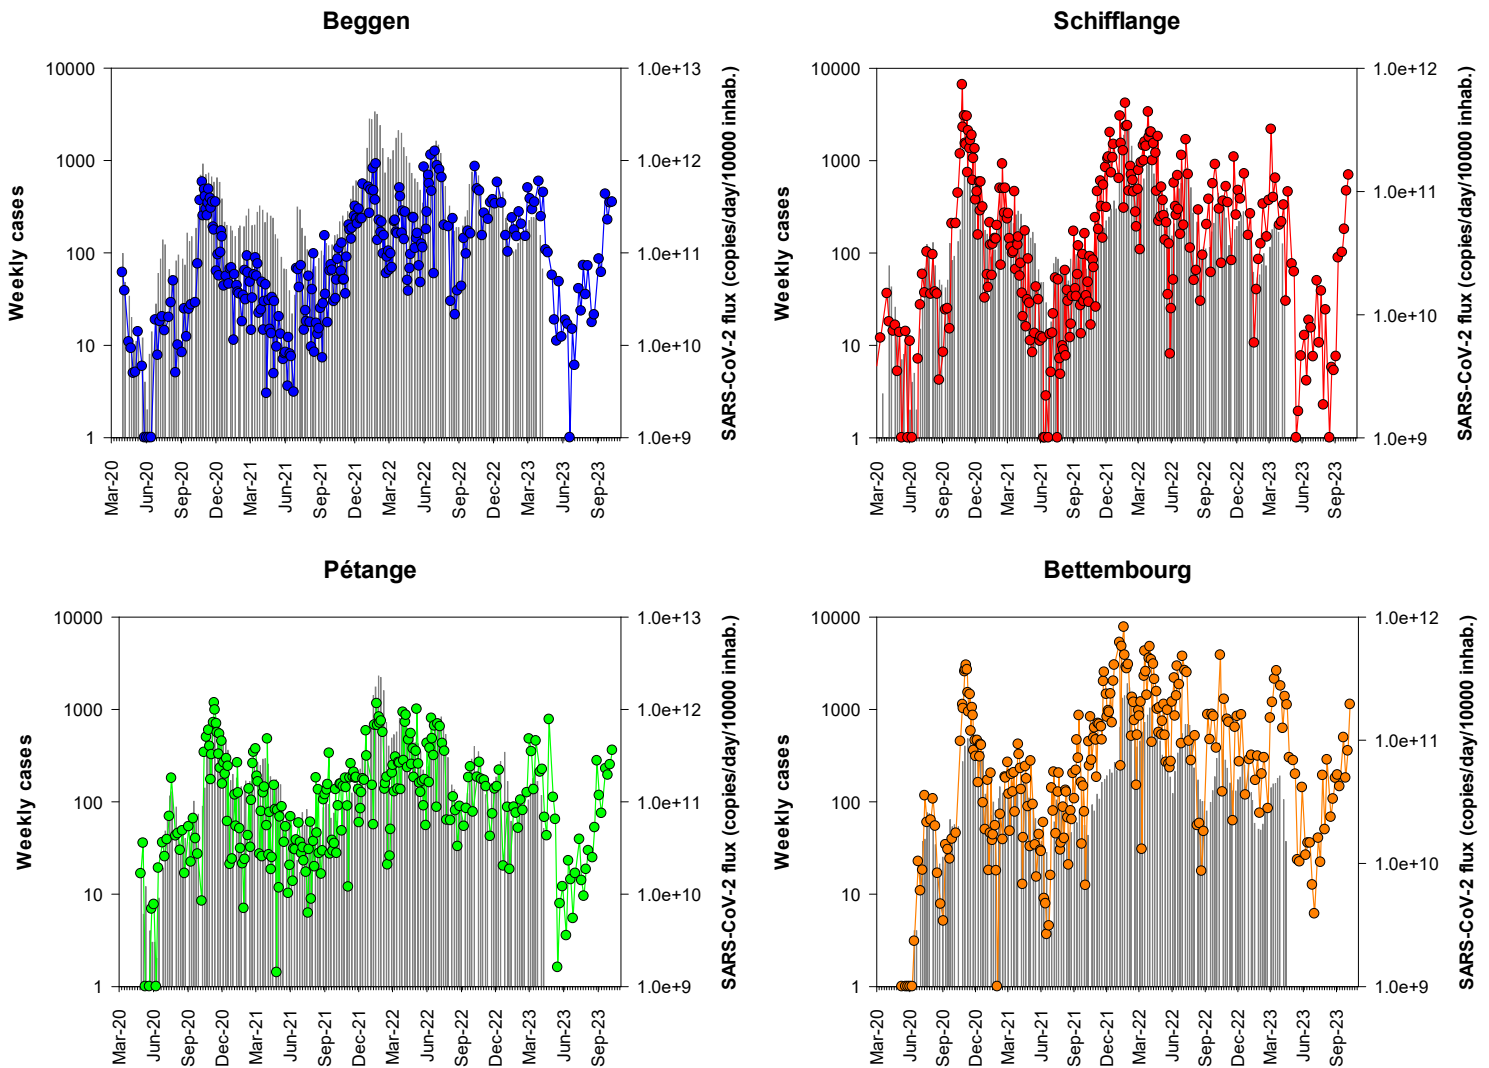 Beggen
10000
1000
100
10
1
Weekly cases
1.0e+13
1.0e+12
1.0e+11
1.0e+10
1.0e+9
SARS-CoV-2 flux (copies/day/10000 inhab.)
Mar-20
Jun-20
Sep-20
Dec-20
Mar-21
Jun-21
Sep-21
Dec-21
Mar-22
Jun-22
Sep-22
Dec-22
Mar-23
Jun-23
Sep-23
Schifflange
10000
1000
100
10
1
Weekly cases
1.0e+12
1.0e+11
1.0e+10
1.0e+9
SARS-CoV-2 flux (copies/day/10000 inhab.)
Mar-20
Jun-20
Sep-20
Dec-20
Mar-21
Jun-21
Sep-21
Dec-21
Mar-22
Jun-22
Sep-22
Dec-22
Mar-23
Jun-23
Sep-23
Pétange
10000
1000
100
10
1
Weekly cases
1.0e+13
1.0e+12
1.0e+11
1.0e+10
1.0e+9
SARS-CoV-2 flux (copies/day/10000 inhab.)
Mar-20
Jun-20
Sep-20
Dec-20
Mar-21
Jun-21
Sep-21
Dec-21
Mar-22
Jun-22
Sep-22
Dec-22
Mar-23
Jun-23
Sep-23
Bettembourg
10000
1000
100
10
1
Weekly cases
1.0e+12
1.0e+11
1.0e+10
1.0e+9
SARS-CoV-2 flux (copies/day/10000 inhab.)
Mar-20
Jun-20
Sep-20
Dec-20
Mar-21
Jun-21
Sep-21
Dec-21
Mar-22
Jun-22
Sep-22
Dec-22
Mar-23
Jun-23
Sep-23